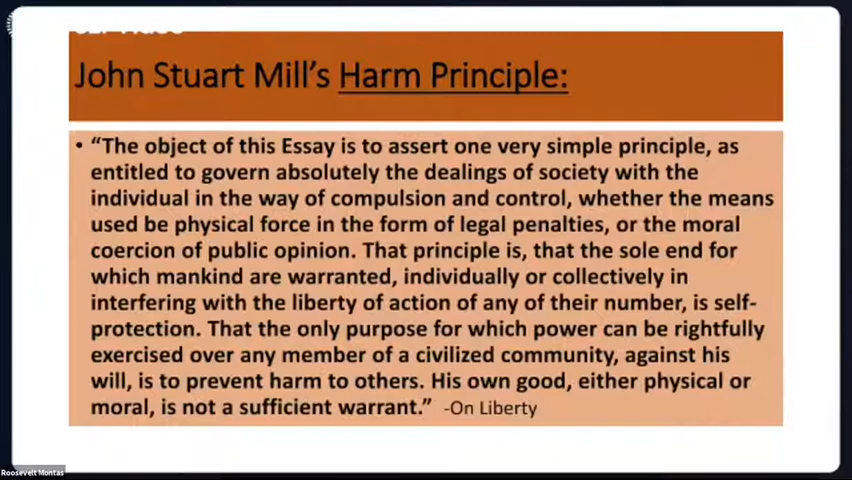 John Stuart Mill's Harm Principle:
• “The object of this Essay is to assert one very simple principle, as
entitled to govern absolutely the dealings of society with the
individual in the way of compulsion and control, whether the means
used be physical force in the form of legal penalties, or the moral
coercion of public opinion. That principle is, that the sole end for
which mankind are warranted, individually or collectively in
interfering with the liberty of action of any of their number, is self-
protection. That the only purpose for which power can be rightfully
exercised over any member of a civilized community, against his
will, is to prevent harm to others. His own good, either physical or
moral, is not a sufficient warrant.” -On Liberty
Roosevelt Montas